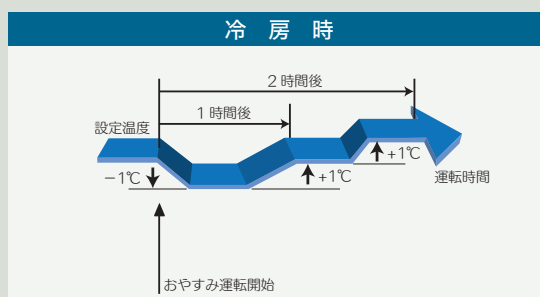 冷房時
2時間後
1時間後
設定温度
−1℃
+1℃
+1℃
運転時間
おやすみ運転開始